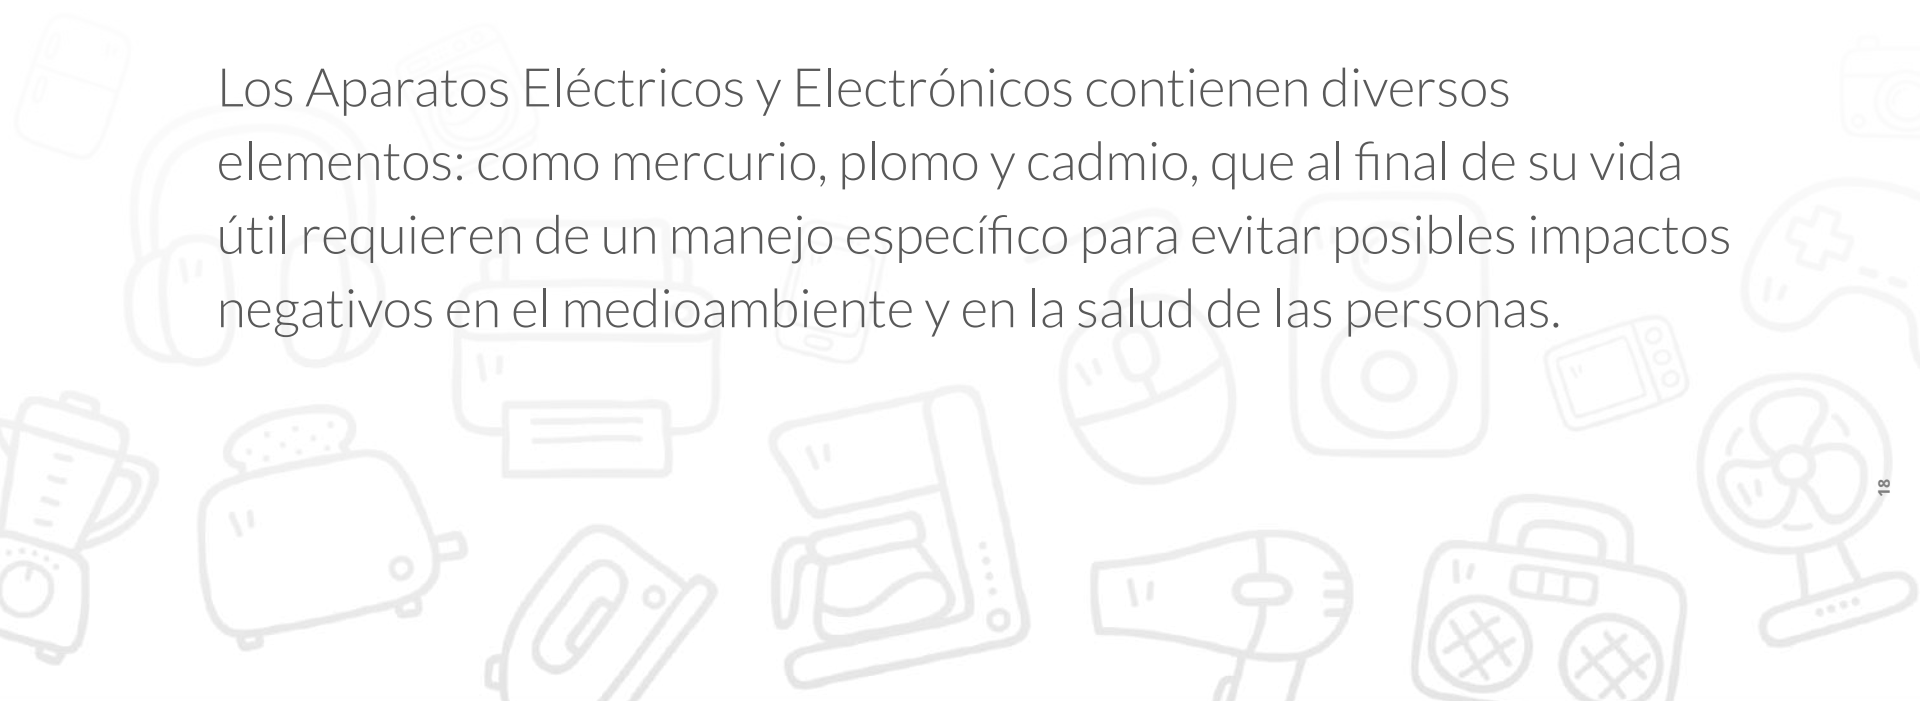 Los Aparatos Eléctricos y Electrónicos contienen diversos
elementos: como mercurio, plomo y cadmio, que al final de su vida
útil requieren de un manejo específico para evitar posibles impactos
negativos en el medioambiente y en la salud de las personas.
18